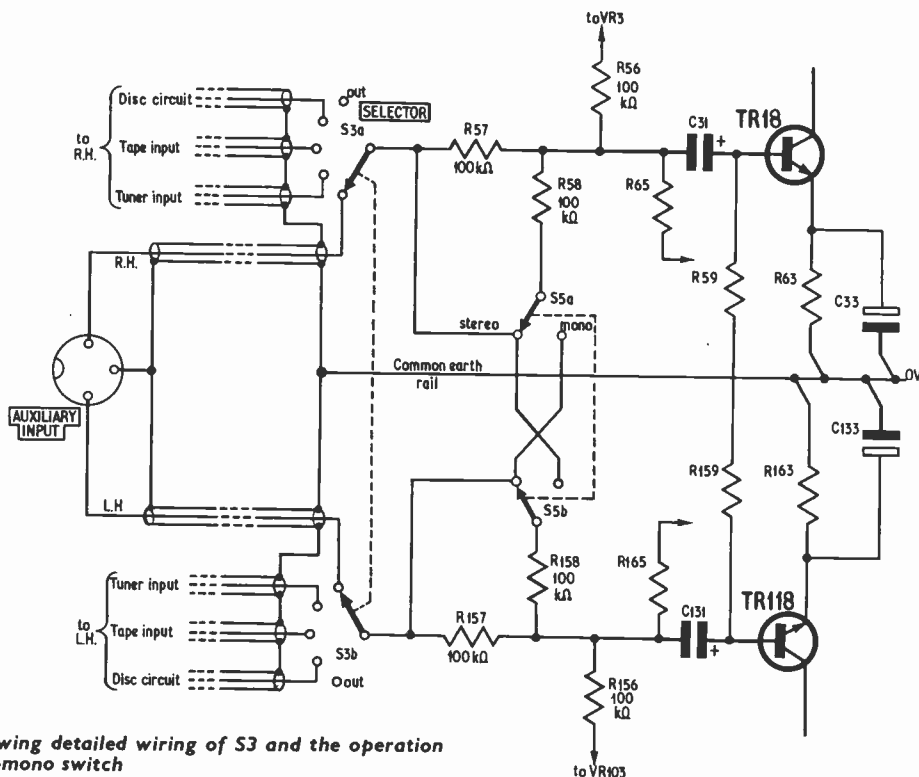 to VR3
R56
100
kΩ
Disc circuit
out
SELECTOR
C31
+
TR18
to
R.H.
Tape input
S3a
R57
100kΩ
Tuner input
R58
100
kΩ
R65
R.H.
R59
R63
S5a
C33
stereo
mono
Common earth
rail
0V
AUXILIARY
INPUT
C133
R159
R163
L.H
S5b
R158
100
kΩ
R165
Tuner input
C131
+
TR118
to
L.H.
Tape input
R157
100kΩ
S3b
Disc circuit
out
R156
100
kΩ
wing detailed wiring of S3 and the operation
-mono switch
to VR103